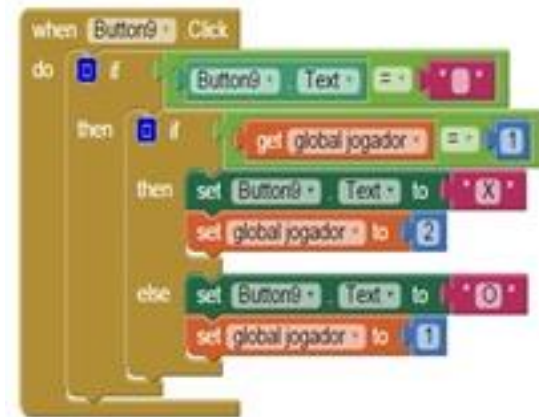 when Button9 . Click
do if Button9 . Text = " "
then if get global jogador = 1
then set Button9 . Text to " X "
set global jogador to 2
else set Button9 . Text to " O "
set global jogador to 1